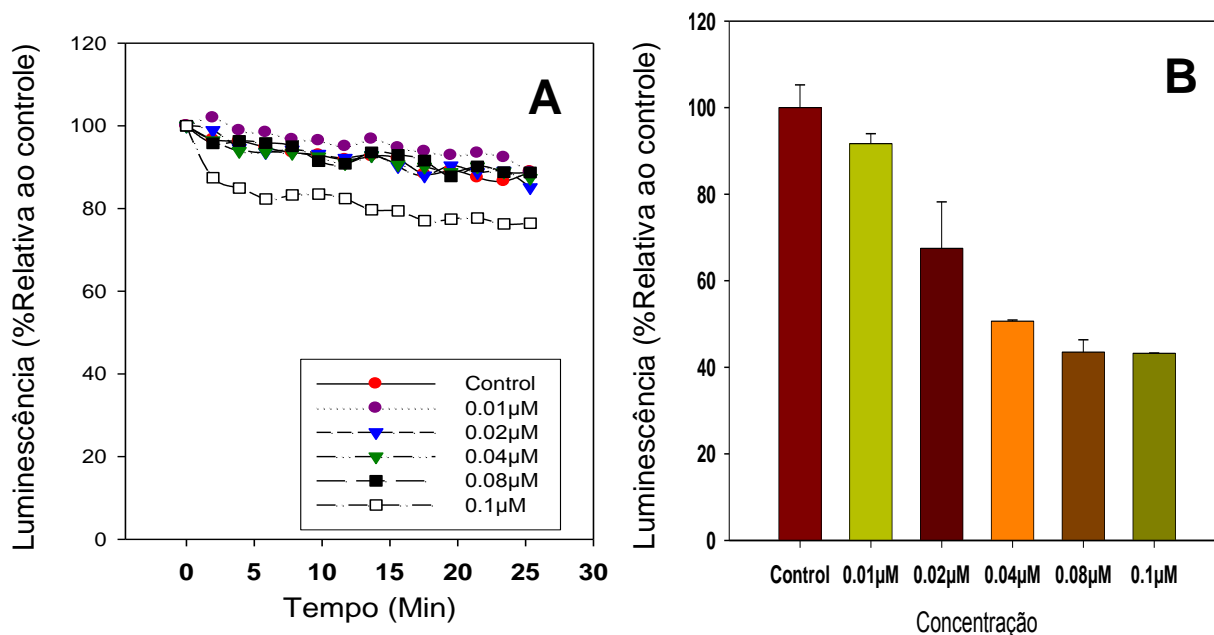 Luminescência (%Relativa ao controle)
120
100
80
60
40
20
0
A
Control
0.01µM
0.02µM
0.04µM
0.08µM
0.1µM
0 5 10 15 20 25 30
Tempo (Min)
Luminescência (%Relativa ao controle)
120
100
80
60
40
20
0
B
Control 0.01µM 0.02µM 0.04µM 0.08µM 0.1µM
Concentração